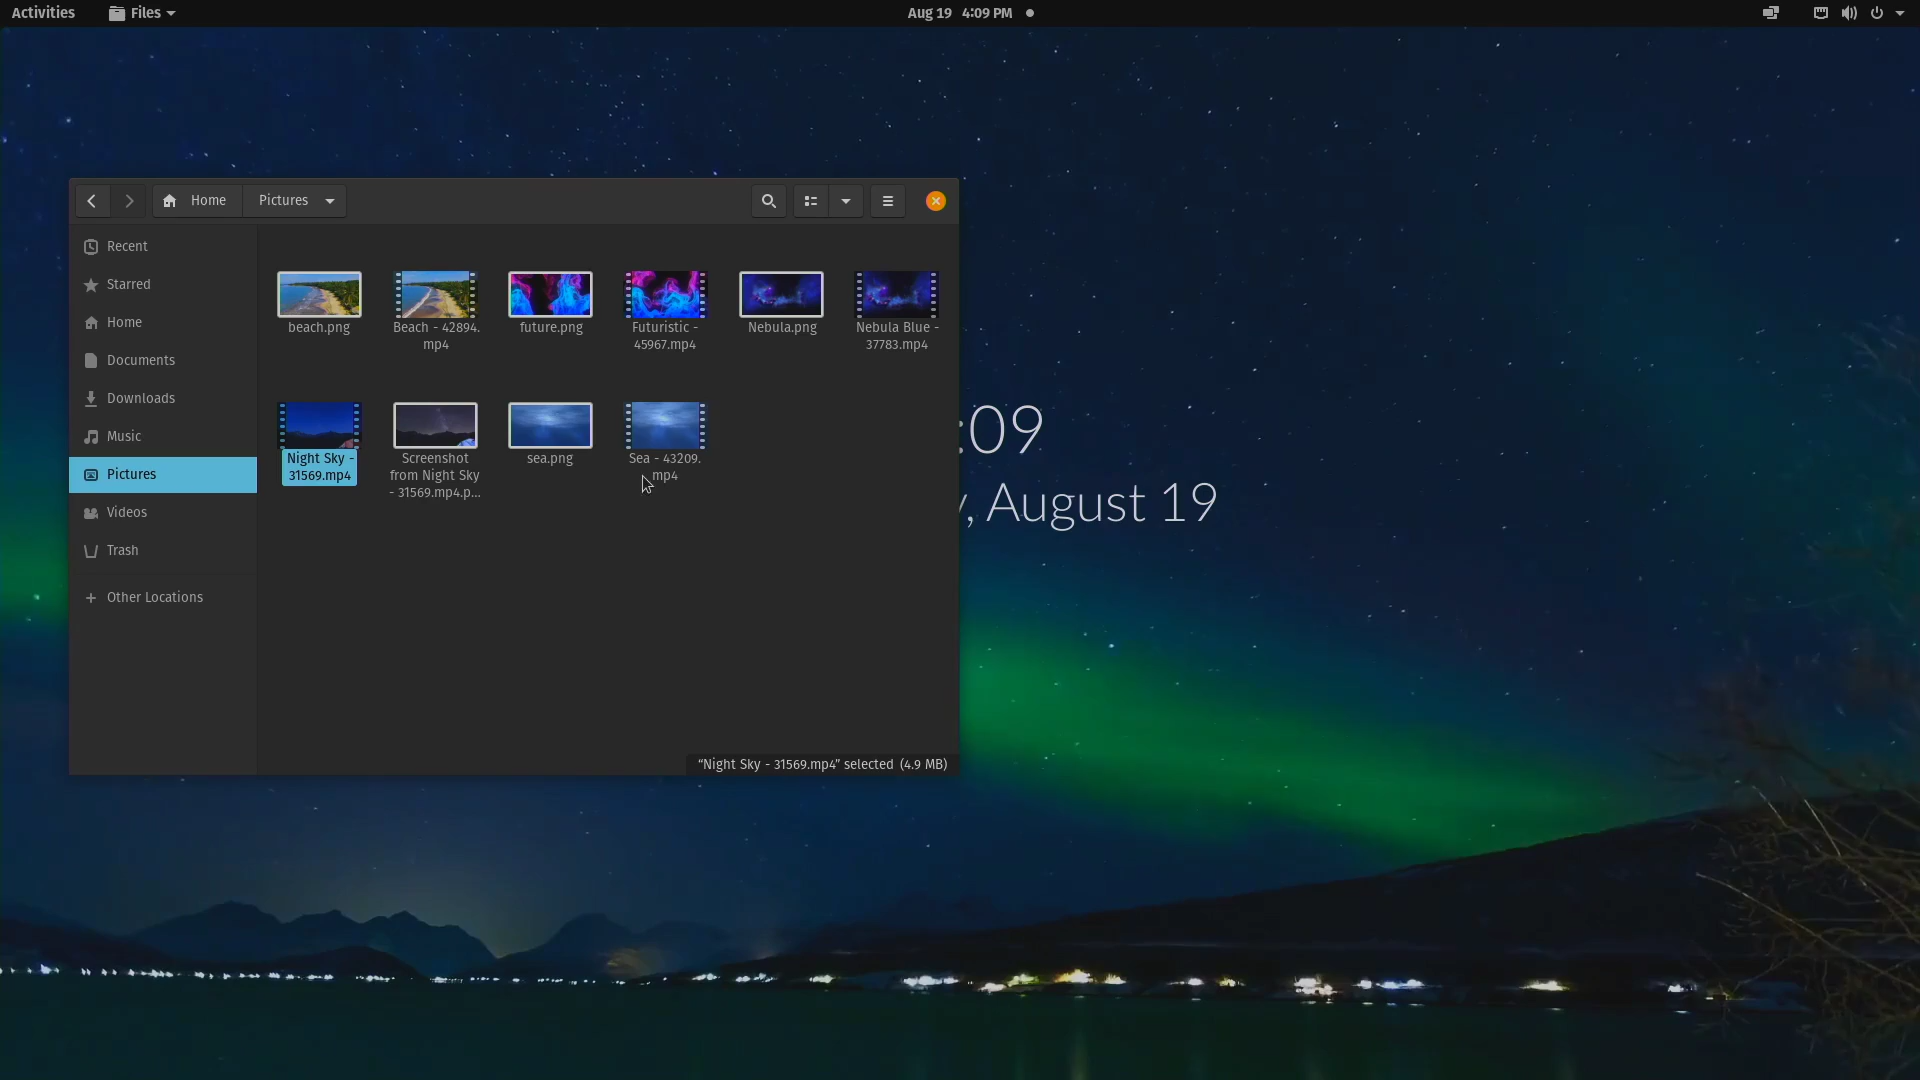 Activities
Files
Aug 19 4:09 PM
Home
Pictures
Recent
Starred
Home
Documents
Downloads
Music
Pictures
Videos
Trash
Other Locations
beach.png
Beach - 42894.
mp4
future.png
Futuristic -
45967.mp4
Nebula.png
Nebula Blue -
37783.mp4
Night Sky -
31569.mp4
Screenshot
from Night Sky
- 31569.mp4.p...
sea.png
Sea - 43209.
mp4
"Night Sky - 31569.mp4" selected (4.9 MB)
:09
, August 19